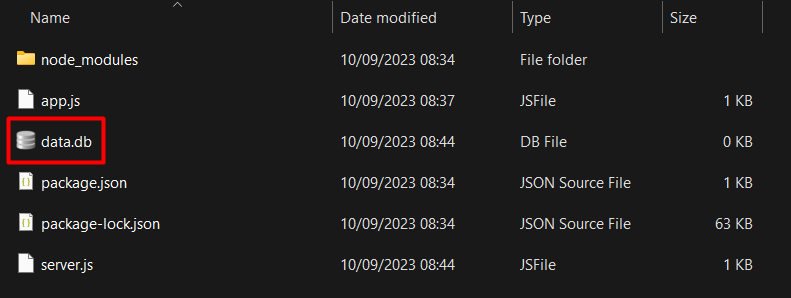 Name Date modified Type Size
node_modules 10/09/2023 08:34 File folder
app.js 10/09/2023 08:37 JSFile 1 KB
data.db 10/09/2023 08:44 DB File 0 KB
package.json 10/09/2023 08:34 JSON Source File 1 KB
package-lock.json 10/09/2023 08:34 JSON Source File 63 KB
server.js 10/09/2023 08:44 JSFile 1 KB